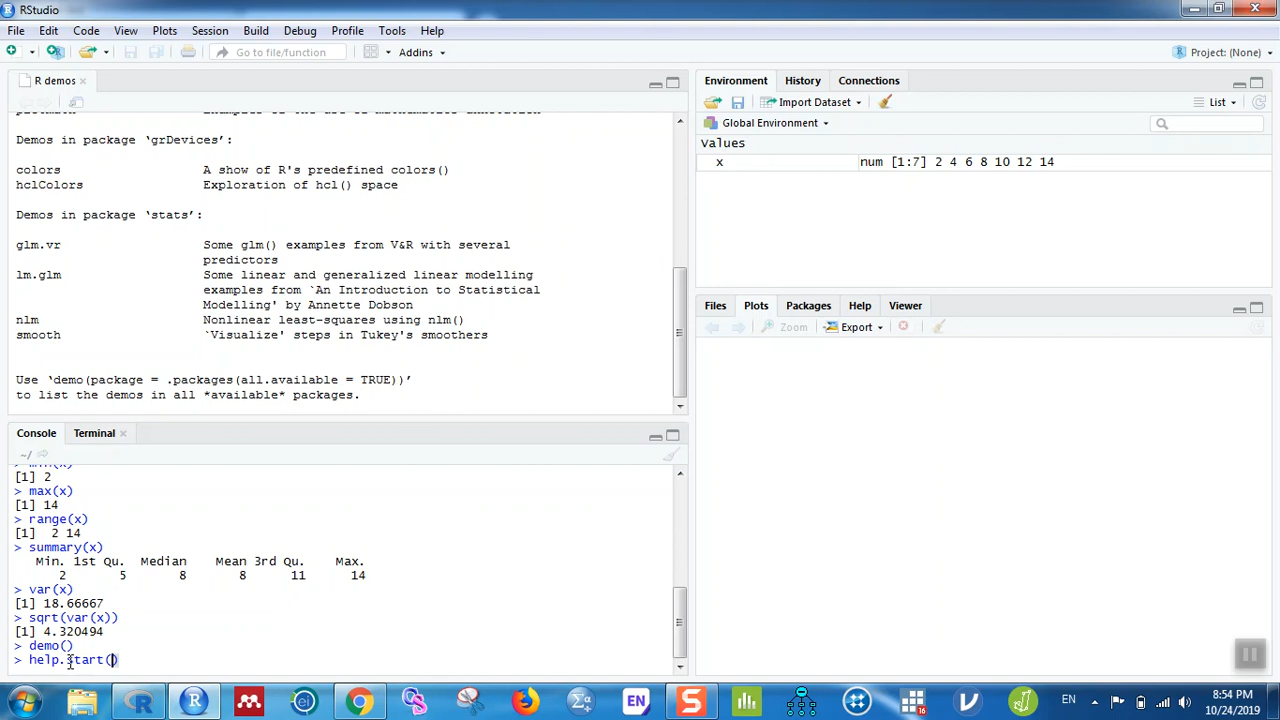 RStudio
File Edit Code View Plots Session Build Debug Profile Tools Help
Go to file/function Addins Project: (None)
R demos
Demos in package ‘grDevices’:
colors A show of R's predefined colors()
hclColors Exploration of hcl() space
Demos in package ‘stats’:
glm.vr Some glm() examples from V&R with several
predictors
lm.glm Some linear and generalized linear modelling
examples from `An Introduction to Statistical
Modelling' by Annette Dobson
nlm Nonlinear least-squares using nlm()
smooth `Visualize' steps in Tukey's smoothers
Use ‘demo(package = .packages(all.available = TRUE))’
to list the demos in all *available* packages.
Console Terminal
~/
[1] 2
> max(x)
[1] 14
> range(x)
[1]  2 14
> summary(x)
Min. 1st Qu. Median Mean 3rd Qu. Max.
2 5 8 8 11 14
> var(x)
[1] 18.66667
> sqrt(var(x))
[1] 4.320494
> demo()
> help.start()
Environment History Connections
Import Dataset List
Global Environment
Values
x num [1:7] 2 4 6 8 10 12 14
Files Plots Packages Help Viewer
Zoom Export
EN
16
EN
8:54 PM
10/24/2019